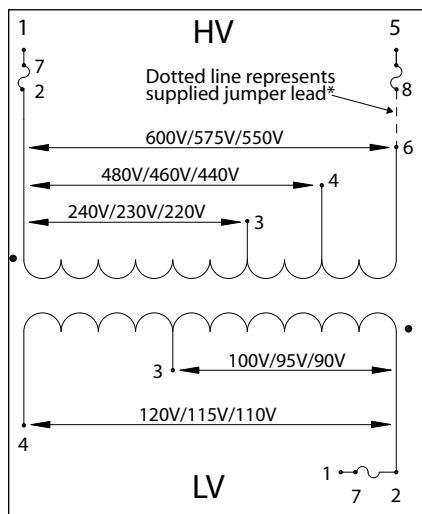 1 HV 5
7
2
8
Dotted line represents
supplied jumper lead*
600V/575V/550V
6
480V/460V/440V
4
240V/230V/220V
3
3
100V/95V/90V
120V/115V/110V
4
1
7
2
LV